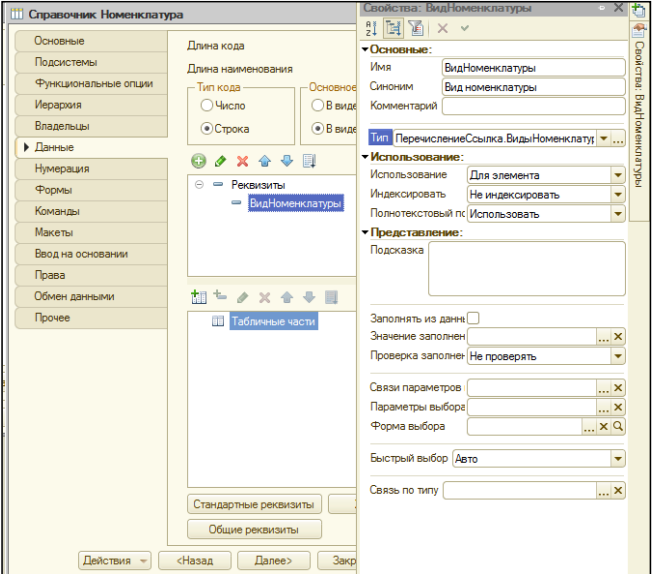 Справочник Номенклатура
Основные
Подсистемы
Функциональные опции
Иерархия
Владельцы
Данные
Нумерация
Формы
Команды
Макеты
Ввод на основании
Права
Обмен данными
Прочее
Длина кода
Длина наименования
Тип кода
Число
Строка
Основное
В виде
В виде
Реквизиты
ВидНоменклатуры
Табличные части
Стандартные реквизиты
Общие реквизиты
Действия
<Назад
Далее>
Закр
Свойства: ВидНоменклатуры
Основные:
Имя ВидНоменклатуры
Синоним Вид номенклатуры
Комментарий
Тип ПеречислениеСсылка.ВидыНоменклатур
Использование:
Использование Для элемента
Индексировать Не индексировать
Полнотекстовый по Использовать
Представление:
Подсказка
Заполнять из данны
Значение заполнен
Проверка заполнен Не проверять
Связи параметров
Параметры выбора
Форма выбора
Быстрый выбор Авто
Связь по типу
Свойства: ВидНоменклатуры